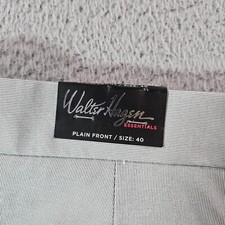 Walter Hagen
ESSENTIALS
PLAIN FRONT / SIZE: 40